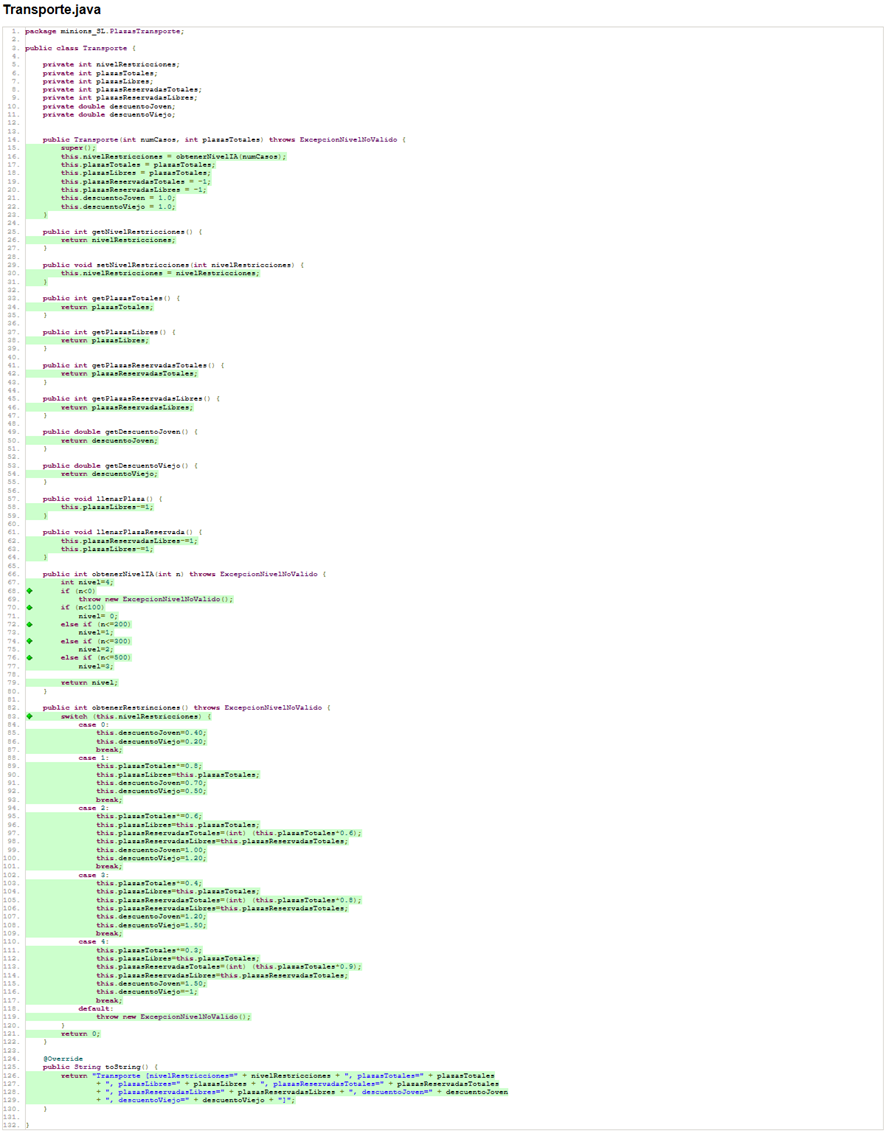 Transporte.java
1. package minions_SL.PlazasTransporte;
2.
3. public class Transporte {
4.
5. private int nivelRestricciones;
6. private int plazasTotales;
7. private int plazasLibres;
8. private int plazasReservadasTotales;
9. private int plazasReservadasLibres;
10. private double descuentoJoven;
11. private double descuentoViejo;
12.
13.
14. public Transporte(int numCasos, int plazasTotales) throws ExcepcionNivelNoValido {
15. super();
16. this.nivelRestricciones = obtenerNivelIA(numCasos);
17. this.plazasTotales = plazasTotales;
18. this.plazasLibres = plazasTotales;
19. this.plazasReservadasTotales = -1;
20. this.plazasReservadasLibres = -1;
21. this.descuentoJoven = 1.0;
22. this.descuentoViejo = 1.0;
23. }
24.
25. public int getNivelRestricciones() {
26. return nivelRestricciones;
27. }
28.
29. public void setNivelRestricciones(int nivelRestricciones) {
30. this.nivelRestricciones = nivelRestricciones;
31. }
32.
33. public int getPlazasTotales() {
34. return plazasTotales;
35. }
36.
37. public int getPlazasLibres() {
38. return plazasLibres;
39. }
40.
41. public int getPlazasReservadasTotales() {
42. return plazasReservadasTotales;
43. }
44.
45. public int getPlazasReservadasLibres() {
46. return plazasReservadasLibres;
47. }
48.
49. public double getDescuentoJoven() {
50. return descuentoJoven;
51. }
52.
53. public double getDescuentoViejo() {
54. return descuentoViejo;
55. }
56.
57. public void llenarPlaza() {
58. this.plazasLibres-=1;
59. }
60.
61. public void llenarPlazaReservada() {
62. this.plazasReservadasLibres-=1;
63. this.plazasLibres-=1;
64. }
65.
66. public int obtenerNivelIA(int n) throws ExcepcionNivelNoValido {
67. int nivel=4;
68. if (n<0)
69. throw new ExcepcionNivelNoValido();
70. if (n<100)
71. nivel= 0;
72. else if (n<=200)
73. nivel=1;
74. else if (n<=300)
75. nivel=2;
76. else if (n<=500)
77. nivel=3;
78.
79. return nivel;
80. }
81.
82. public int obtenerRestrinciones() throws ExcepcionNivelNoValido {
83. switch (this.nivelRestricciones) {
84. case 0:
85. this.descuentoJoven=0.40;
86. this.descuentoViejo=0.20;
87. break;
88. case 1:
89. this.plazasTotales*=0.8;
90. this.plazasLibres=this.plazasTotales;
91. this.descuentoJoven=0.70;
92. this.descuentoViejo=0.50;
93. break;
94. case 2:
95. this.plazasTotales*=0.6;
96. this.plazasLibres=this.plazasTotales;
97. this.plazasReservadasTotales=(int) (this.plazasTotales*0.6);
98. this.plazasReservadasLibres=this.plazasReservadasTotales;
99. this.descuentoJoven=1.00;
100. this.descuentoViejo=1.20;
101. break;
102. case 3:
103. this.plazasTotales*=0.4;
104. this.plazasLibres=this.plazasTotales;
105. this.plazasReservadasTotales=(int) (this.plazasTotales*0.8);
106. this.plazasReservadasLibres=this.plazasReservadasTotales;
107. this.descuentoJoven=1.20;
108. this.descuentoViejo=1.50;
109. break;
110. case 4:
111. this.plazasTotales*=0.3;
112. this.plazasLibres=this.plazasTotales;
113. this.plazasReservadasTotales=(int) (this.plazasTotales*0.9);
114. this.plazasReservadasLibres=this.plazasReservadasTotales;
115. this.descuentoJoven=1.50;
116. this.descuentoViejo=-1;
117. break;
118. default:
119. throw new ExcepcionNivelNoValido();
120. }
121. return 0;
122. }
123.
124. @Override
125. public String toString() {
126. return "Transporte [nivelRestricciones=" + nivelRestricciones + ", plazasTotales=" + plazasTotales
127. + ", plazasLibres=" + plazasLibres + ", plazasReservadasTotales=" + plazasReservadasTotales
128. + ", plazasReservadasLibres=" + plazasReservadasLibres + ", descuentoJoven=" + descuentoJoven
129. + ", descuentoViejo=" + descuentoViejo + "]";
130. }
131.
132. }